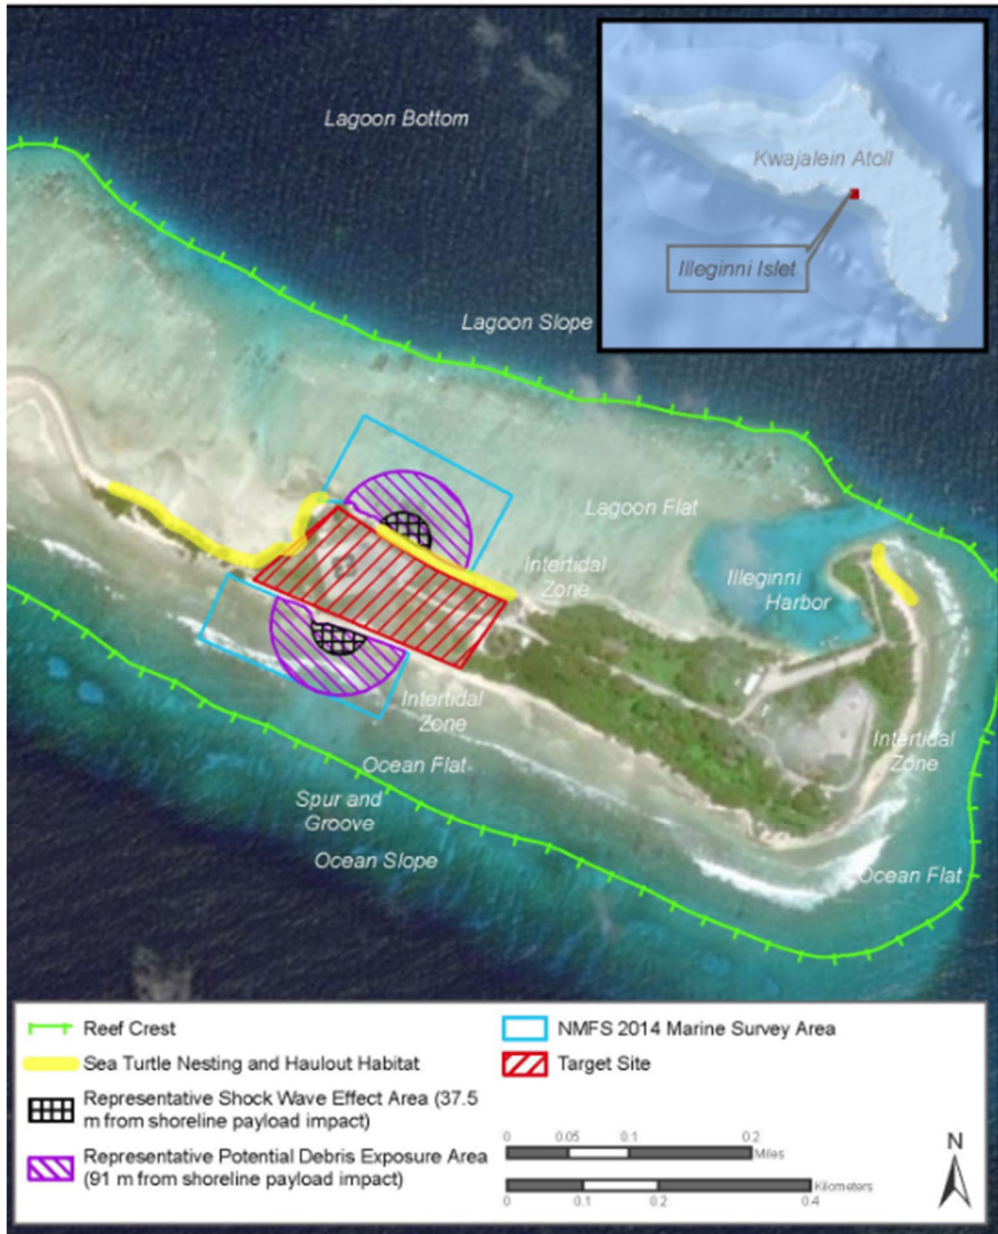 Lagoon Bottom
Kwajalein Atoll
Illeginni Islet
Lagoon Slope
Lagoon Flat
Intertidal
Zone
Illeginni
Harbor
Intertidal
Zone
Intertidal
Zone
Ocean Flat
Spur and
Groove
Ocean Slope
Ocean Flat
Reef Crest
Sea Turtle Nesting and Haulout Habitat
Representative Shock Wave Effect Area (37.5
m from shoreline payload impact)
Representative Potential Debris Exposure Area
(91 m from shoreline payload impact)
NMFS 2014 Marine Survey Area
Target Site
0 0.05 0.1 0.2
Miles
Kilometers
0 0.1 0.2 0.4
N